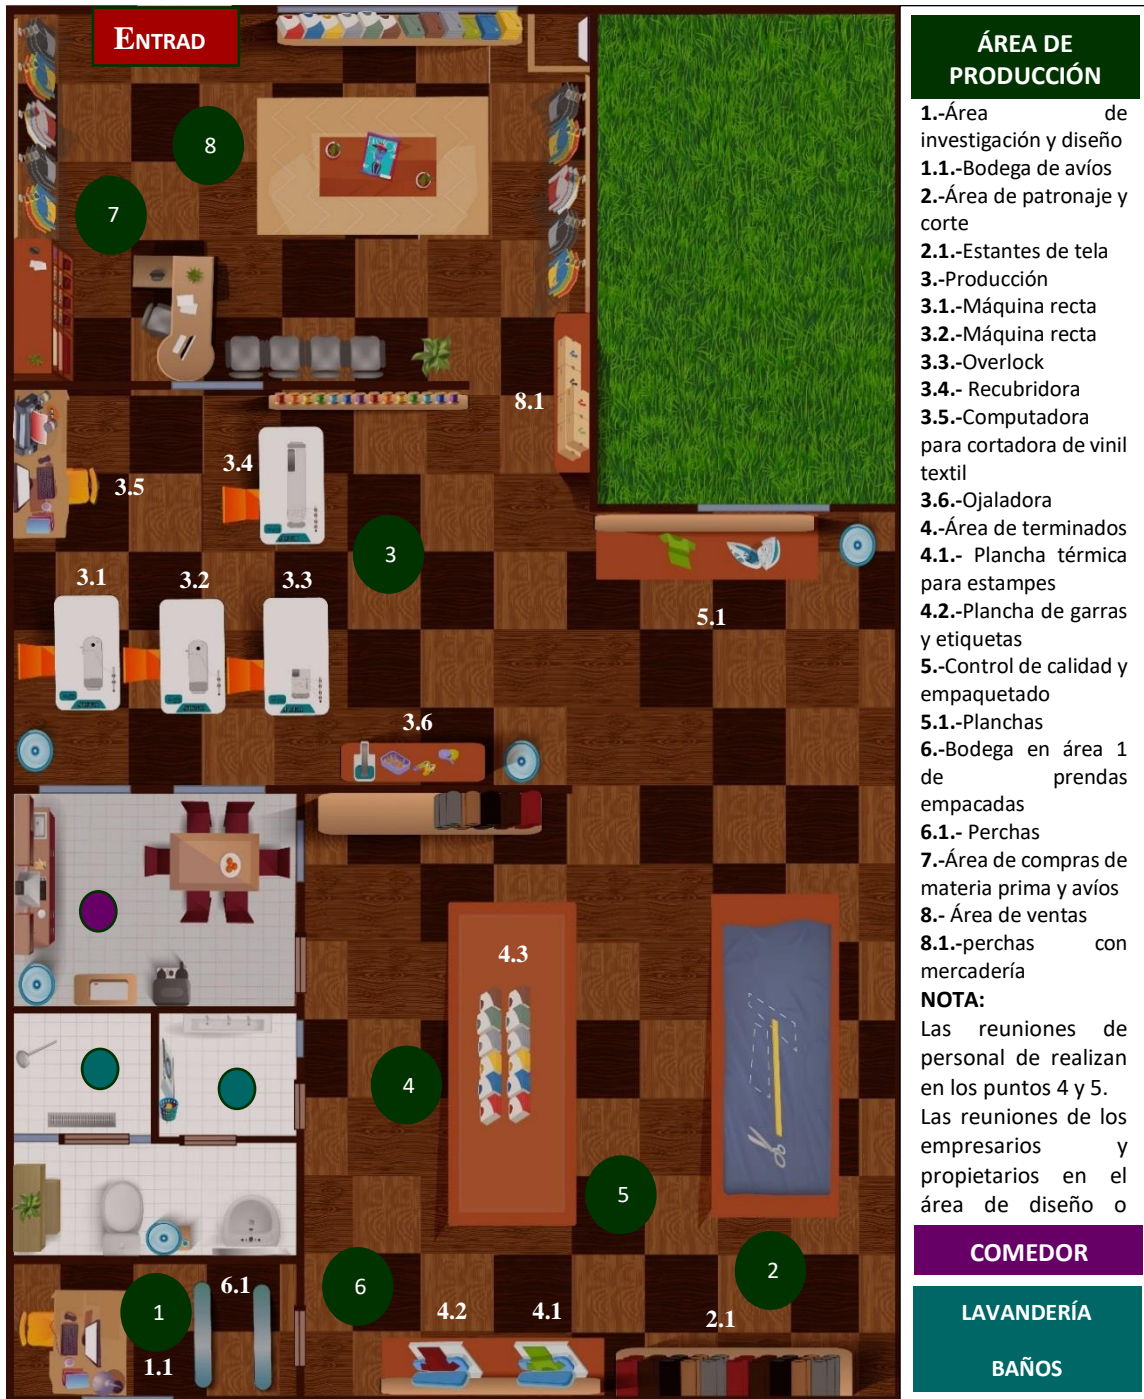 ENTRAD
8
7
8.1
3.4
3.5
3
3.1
3.2
3.3
5.1
3.6
4.3
4
5
2
6
6.1
1
1.1
4.2
4.1
2.1
ÁREA DE
PRODUCCIÓN
1.-Área de
investigación y diseño
1.1.-Bodega de avíos
2.-Área de patronaje y
corte
2.1.-Estantes de tela
3.-Producción
3.1.-Máquina recta
3.2.-Máquina recta
3.3.-Overlock
3.4.- Recubridora
3.5.-Computadora
para cortadora de vinil
textil
3.6.-Ojaladora
4.-Área de terminados
4.1.- Plancha térmica
para estampes
4.2.-Plancha de garras
y etiquetas
5.-Control de calidad y
empaquetado
5.1.-Planchas
6.-Bodega en área 1
de prendas
empacadas
6.1.- Perchas
7.-Área de compras de
materia prima y avíos
8.- Área de ventas
8.1.-perchas con
mercadería
NOTA:
Las reuniones de
personal de realizan
en los puntos 4 y 5.
Las reuniones de los
empresarios y
propietarios en el
área de diseño o
COMEDOR
LAVANDERÍA
BAÑOS